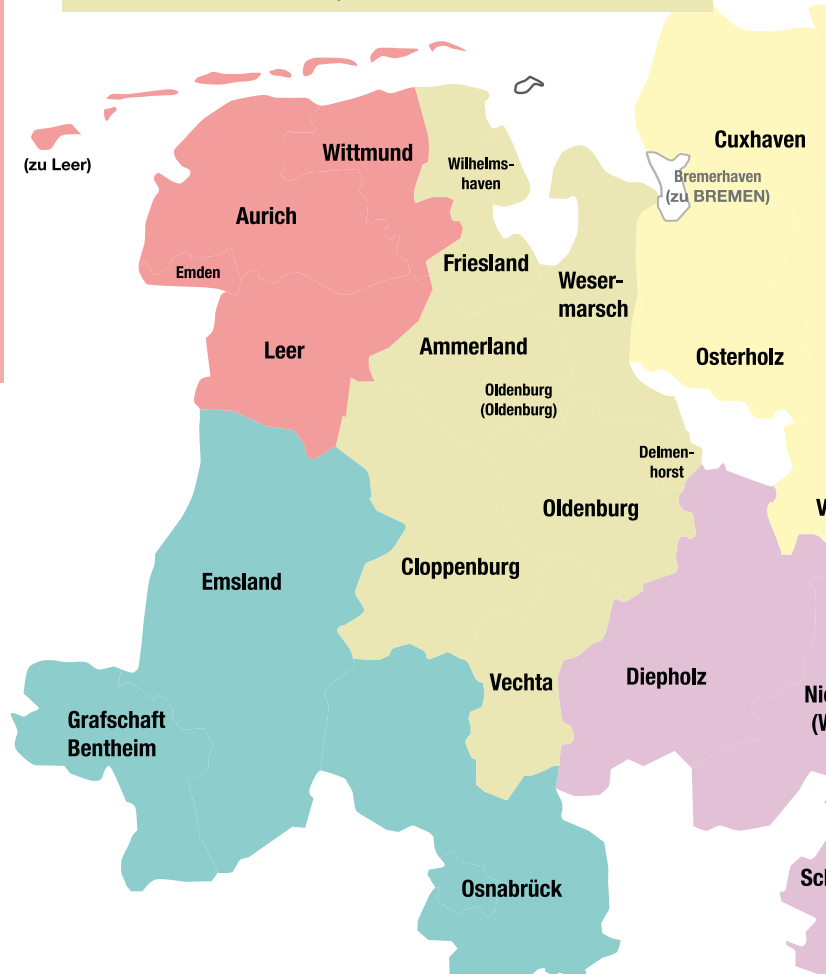 Cuxhaven
Wittmund
(zu Leer)
Wilhelms-
haven
Bremerhaven
(zu BREMEN)
Aurich
Friesland
Emden
Weser-
marsch
Ammerland
Leer
Osterholz
Oldenburg
(Oldenburg)
Delmen-
horst
Oldenburg
Cloppenburg
Emsland
Diepholz
Vechta
Grafschaft
Bentheim
Osnabrück